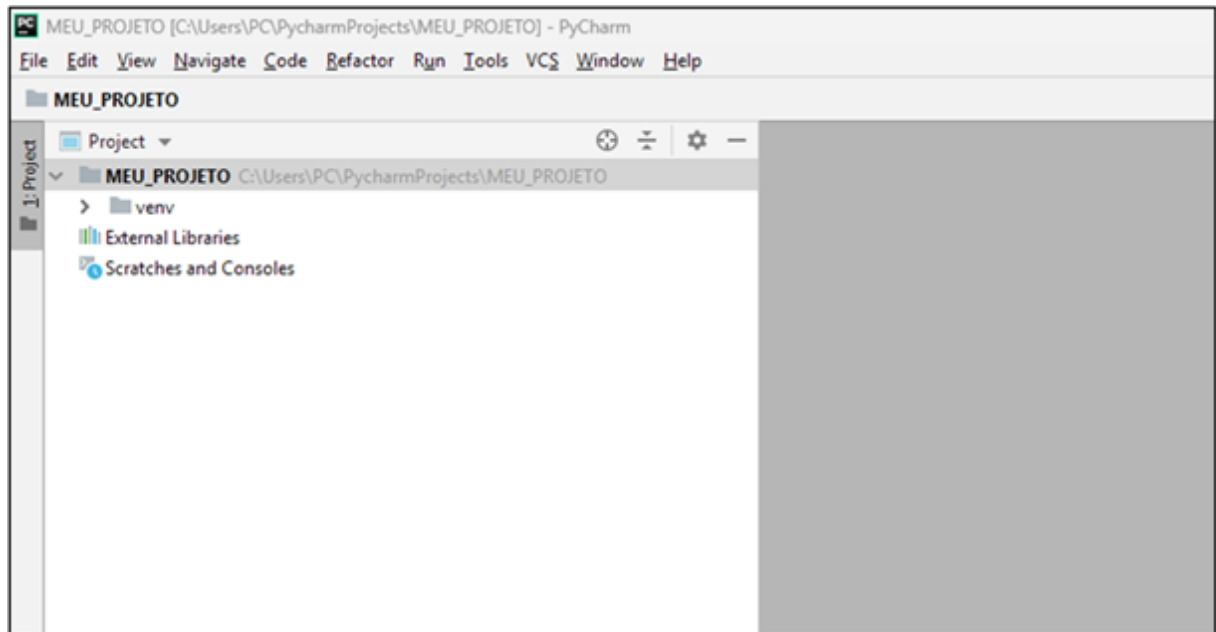 PC MEU_PROJETO [C:\Users\PC\PycharmProjects\MEU_PROJETO] - PyCharm
File Edit View Navigate Code Refactor Run Tools VCS Window Help
MEU_PROJETO
1: Project
Project
MEU_PROJETO C:\Users\PC\PycharmProjects\MEU_PROJETO
venv
External Libraries
Scratches and Consoles